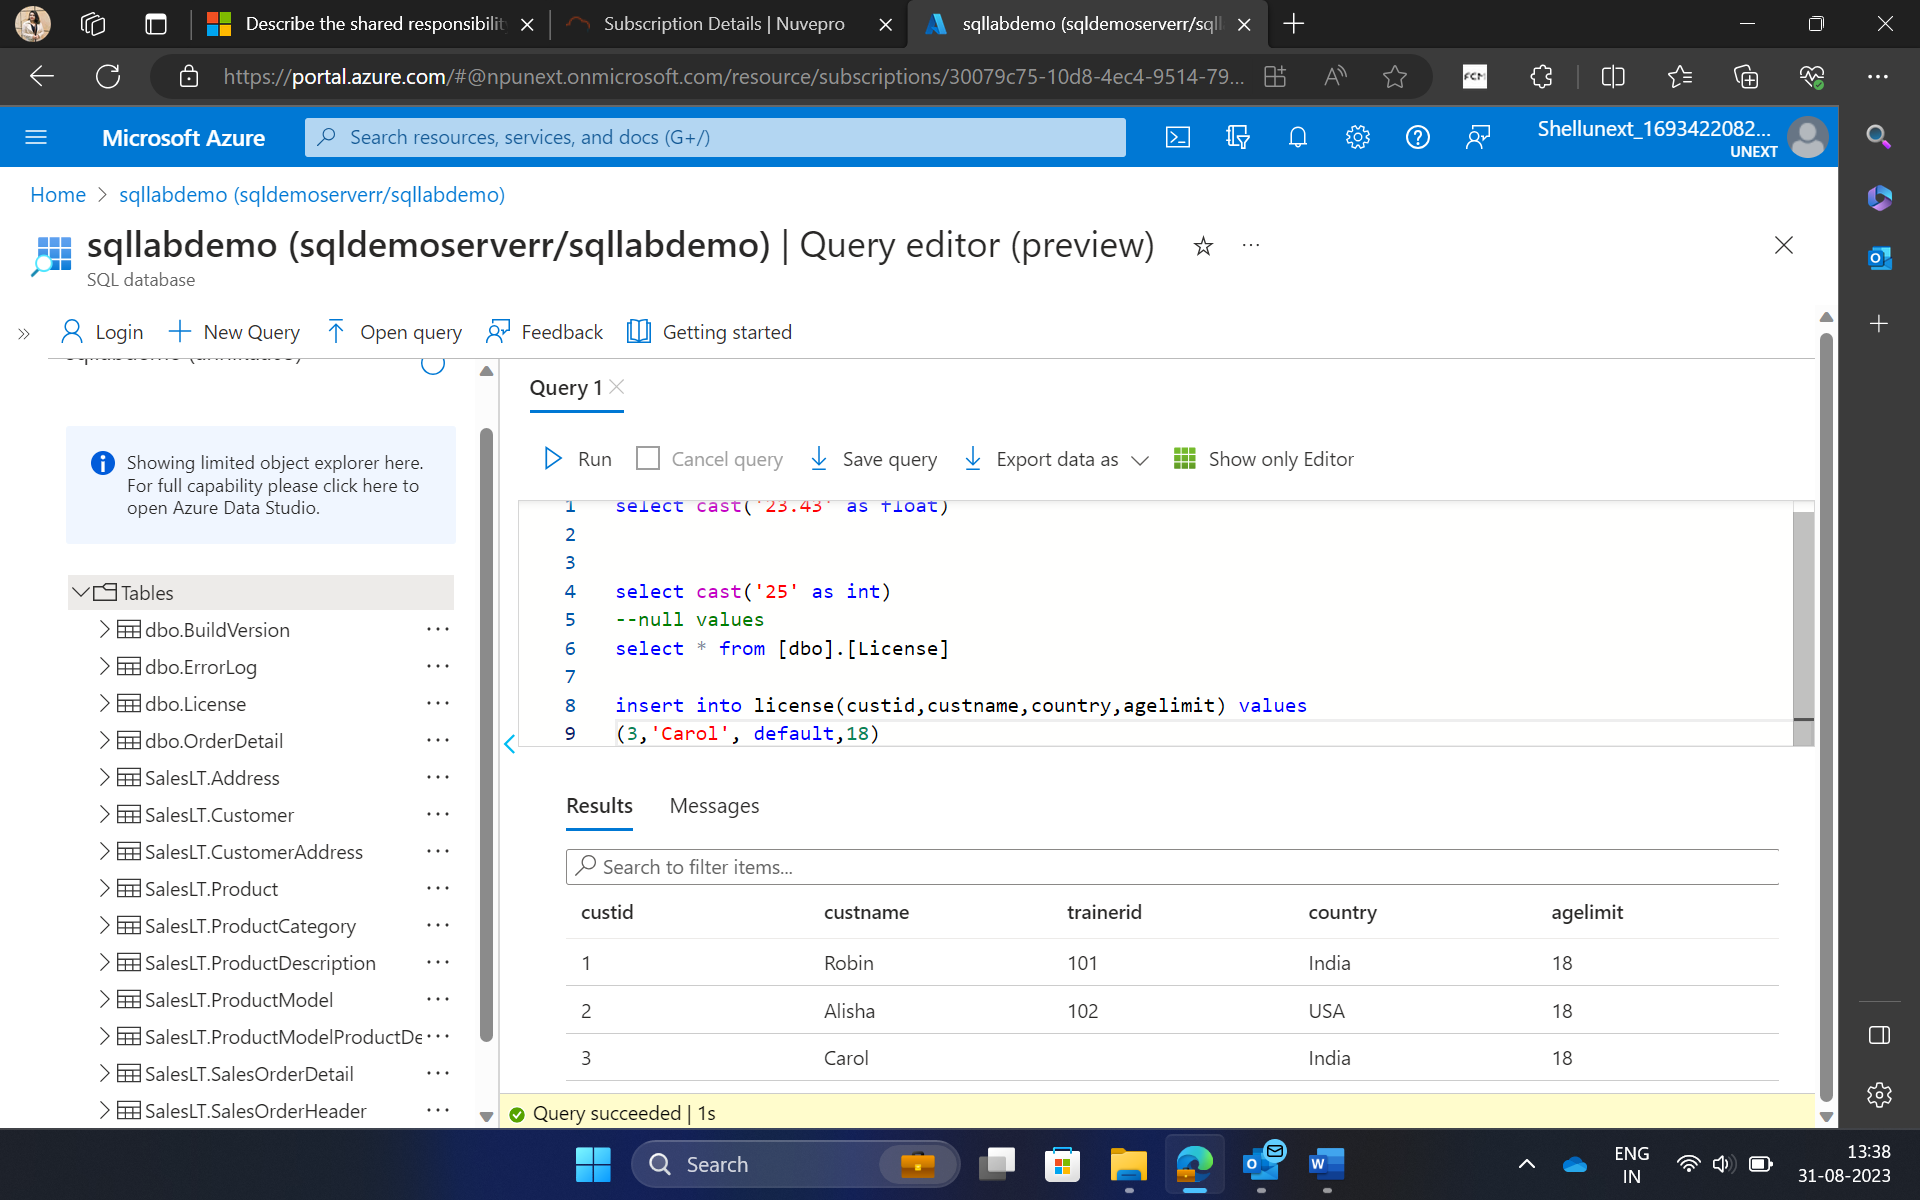 Describe the shared responsibility
Subscription Details | Nuvepro
sqllabdemo (sqldemoserverr/sqll
https://portal.azure.com/#@npunext.onmicrosoft.com/resource/subscriptions/30079c75-10d8-4ec4-9514-79...
FCM
Microsoft Azure
Search resources, services, and docs (G+/)
Shellunext_1693422082...
UNEXT
Home > sqllabdemo (sqldemoserverr/sqllabdemo)
sqllabdemo (sqldemoserverr/sqllabdemo) | Query editor (preview)
SQL database
Login
New Query
Open query
Feedback
Getting started
Query 1
Run
Cancel query
Save query
Export data as
Show only Editor
Showing limited object explorer here.
For full capability please click here to
open Azure Data Studio.
Tables
dbo.BuildVersion
dbo.ErrorLog
dbo.License
dbo.OrderDetail
SalesLT.Address
SalesLT.Customer
SalesLT.CustomerAddress
SalesLT.Product
SalesLT.ProductCategory
SalesLT.ProductDescription
SalesLT.ProductModel
SalesLT.ProductModelProductDe
SalesLT.SalesOrderDetail
SalesLT.SalesOrderHeader
1 select cast('23.43' as float)
2
3
4 select cast('25' as int)
5 --null values
6 select * from [dbo].[License]
7
8 insert into license(custid,custname,country,agelimit) values
9 (3,'Carol', default,18)
Results Messages
Search to filter items...
custid custname trainerid country agelimit
1 Robin 101 India 18
2 Alisha 102 USA 18
3 Carol India 18
Query succeeded | 1s
Search
ENG
IN
13:38
31-08-2023